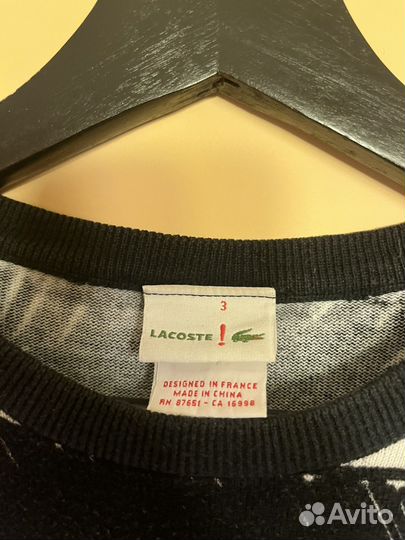 3
LACOSTE !
DESIGNED IN FRANCE
MADE IN CHINA
RN 87651 - CA 16998
Avito